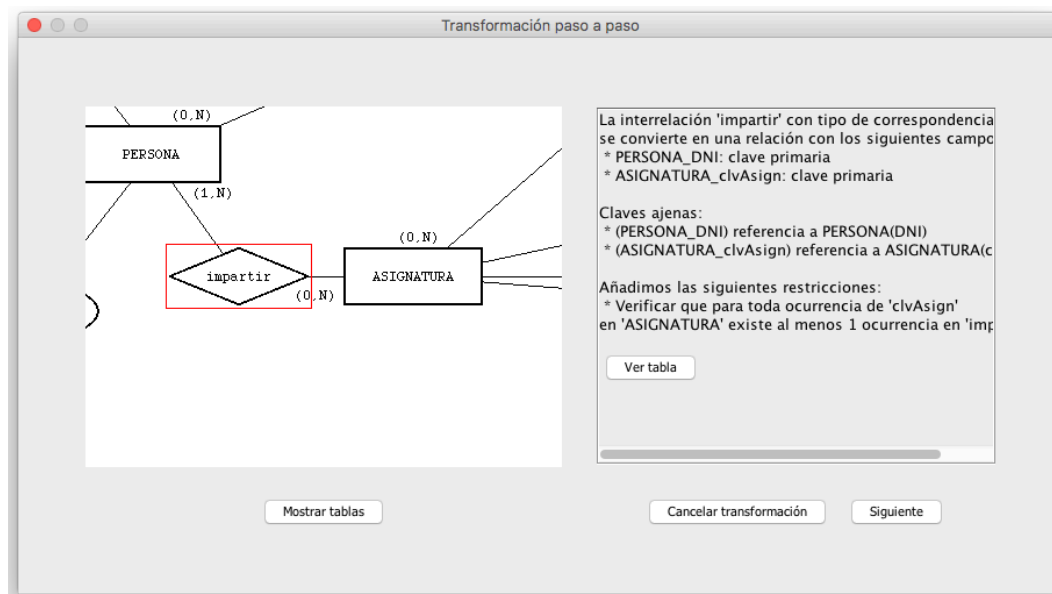 Transformación paso a paso
(0,N)
PERSONA
(1,N)
(0,N)
impartir
ASIGNATURA
(0,N)
La interrelación 'impartir' con tipo de correspondencia
se convierte en una relación con los siguientes campo
* PERSONA_DNI: clave primaria
* ASIGNATURA_clvAsign: clave primaria
Claves ajenas:
* (PERSONA_DNI) referencia a PERSONA(DNI)
* (ASIGNATURA_clvAsign) referencia a ASIGNATURA(c
Añadimos las siguientes restricciones:
* Verificar que para toda ocurrencia de 'clvAsign'
en 'ASIGNATURA' existe al menos 1 ocurrencia en 'imp
Ver tabla
Mostrar tablas
Cancelar transformación
Siguiente